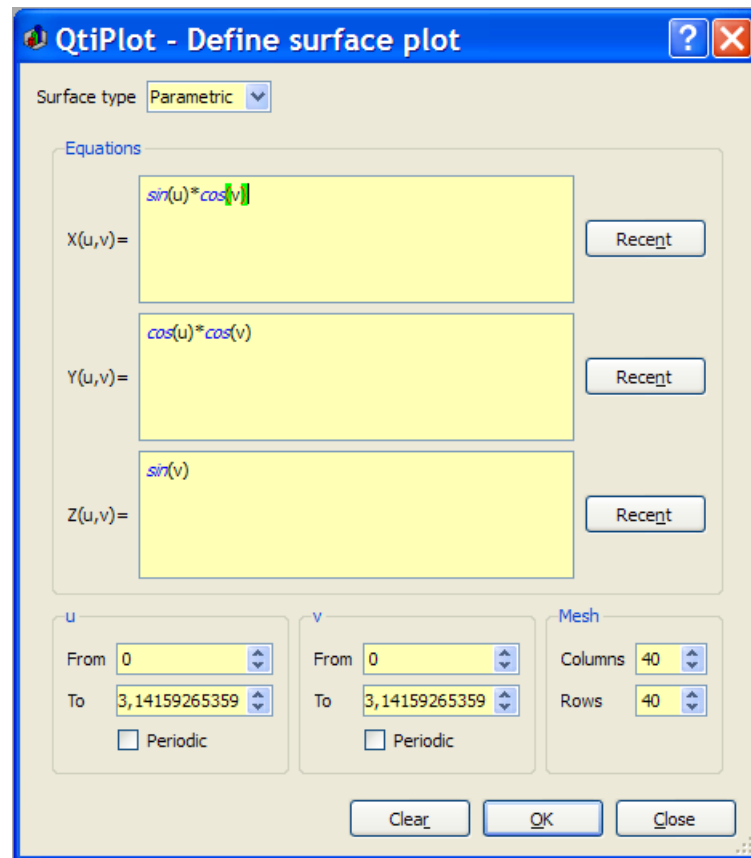 QtiPlot - Define surface plot
Surface type Parametric
Equations
X(u,v)= sin(u)*cos(v) Recent
Y(u,v)= cos(u)*cos(v) Recent
Z(u,v)= sin(v) Recent
u v Mesh
From 0 From 0 Columns 40
To 3,14159265359 To 3,14159265359 Rows 40
Periodic Periodic
Clear OK Close